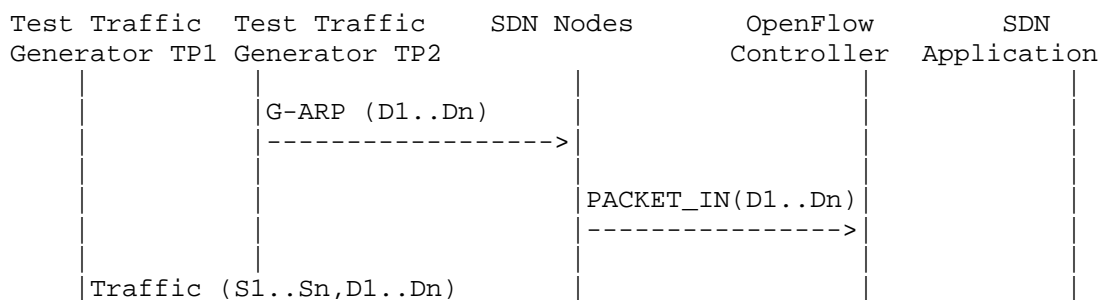 Test Traffic Test Traffic SDN Nodes OpenFlow SDN
Generator TP1 Generator TP2 Controller Application
G-ARP (D1..Dn)
PACKET_IN(D1..Dn)
Traffic (S1..Sn,D1..Dn)